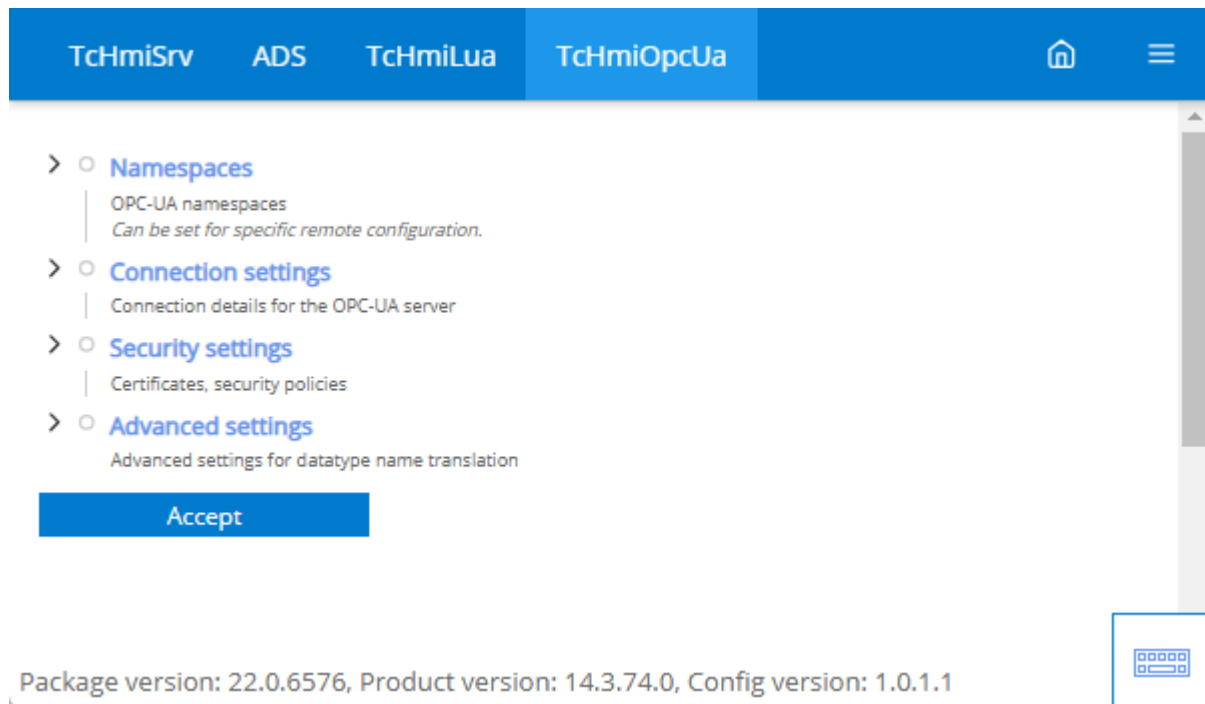 TcHmiSrv ADS TcHmiLua TcHmiOpcUa
Namespaces
OPC-UA namespaces
Can be set for specific remote configuration.
Connection settings
Connection details for the OPC-UA server
Security settings
Certificates, security policies
Advanced settings
Advanced settings for datatype name translation
Accept
Package version: 22.0.6576, Product version: 14.3.74.0, Config version: 1.0.1.1